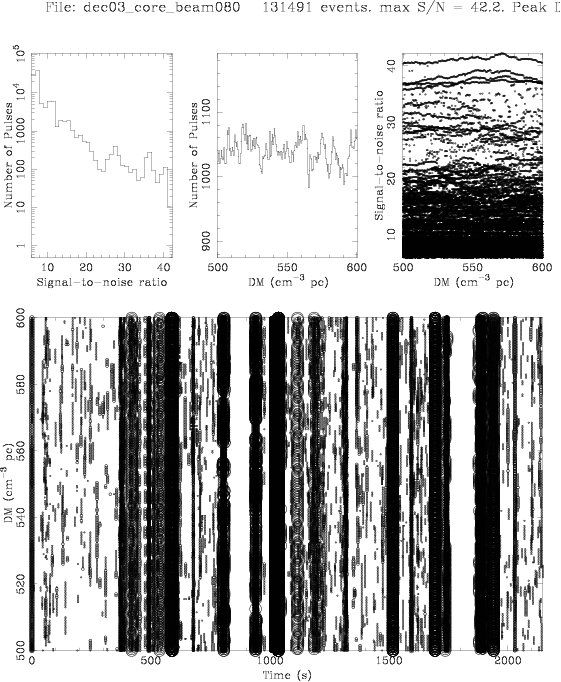 File: dec03_core_beam080 131491 events. max S/N = 42.2. Peak D
Number of Pulses
1 10 100 1000 10⁴ 10⁵
10 20 30 40
Signal-to-noise ratio
Number of Pulses
900 1000 1100
500 550 600
DM (cm⁻³ pc)
Signal-to-noise ratio
10 20 30 40
500 550 600
DM (cm⁻³ pc)
DM (cm⁻³ pc)
500 520 540 560 580 600
0 500 1000 1500 2000
Time (s)